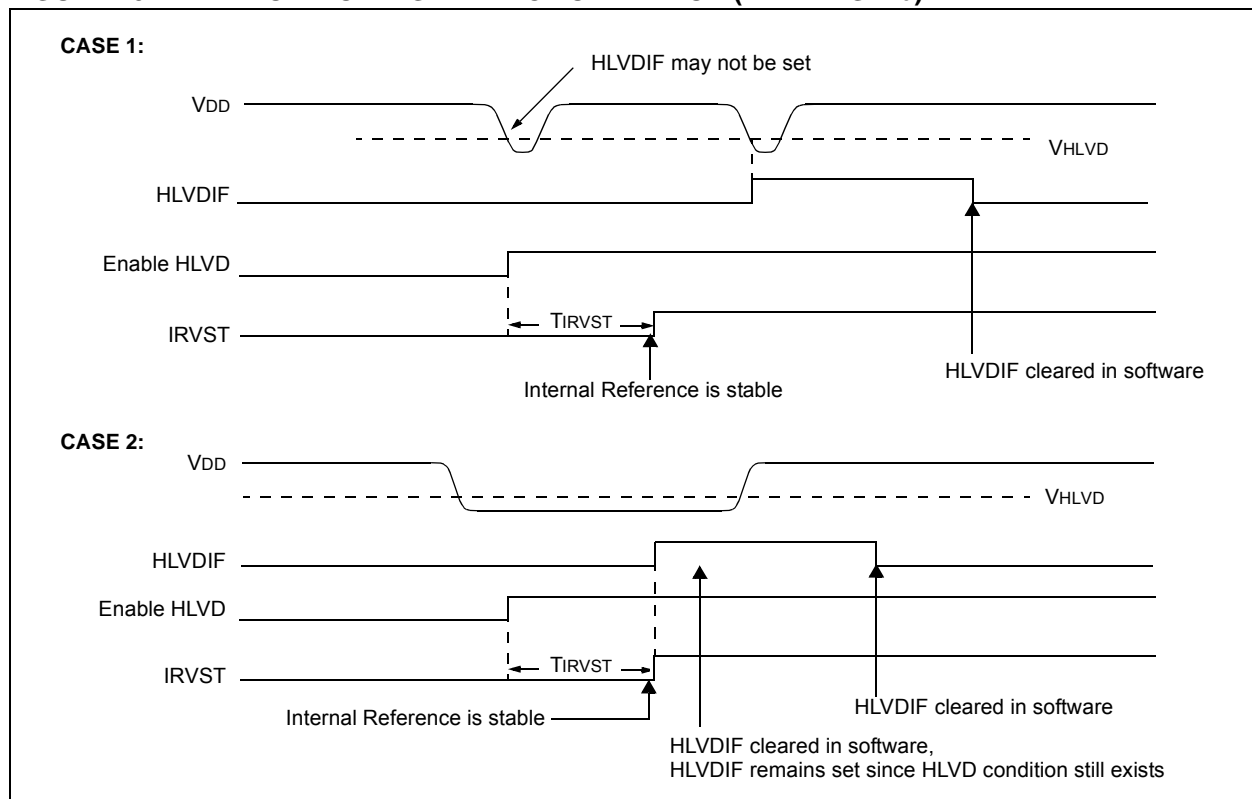 CASE 1:
HLVDIF may not be set
VDD
VHLVD
HLVDIF
Enable HLVD
TIRVST
IRVST
Internal Reference is stable
HLVDIF cleared in software
CASE 2:
VDD
VHLVD
HLVDIF
Enable HLVD
TIRVST
IRVST
Internal Reference is stable
HLVDIF cleared in software
HLVDIF cleared in software,
HLVDIF remains set since HLVD condition still exists